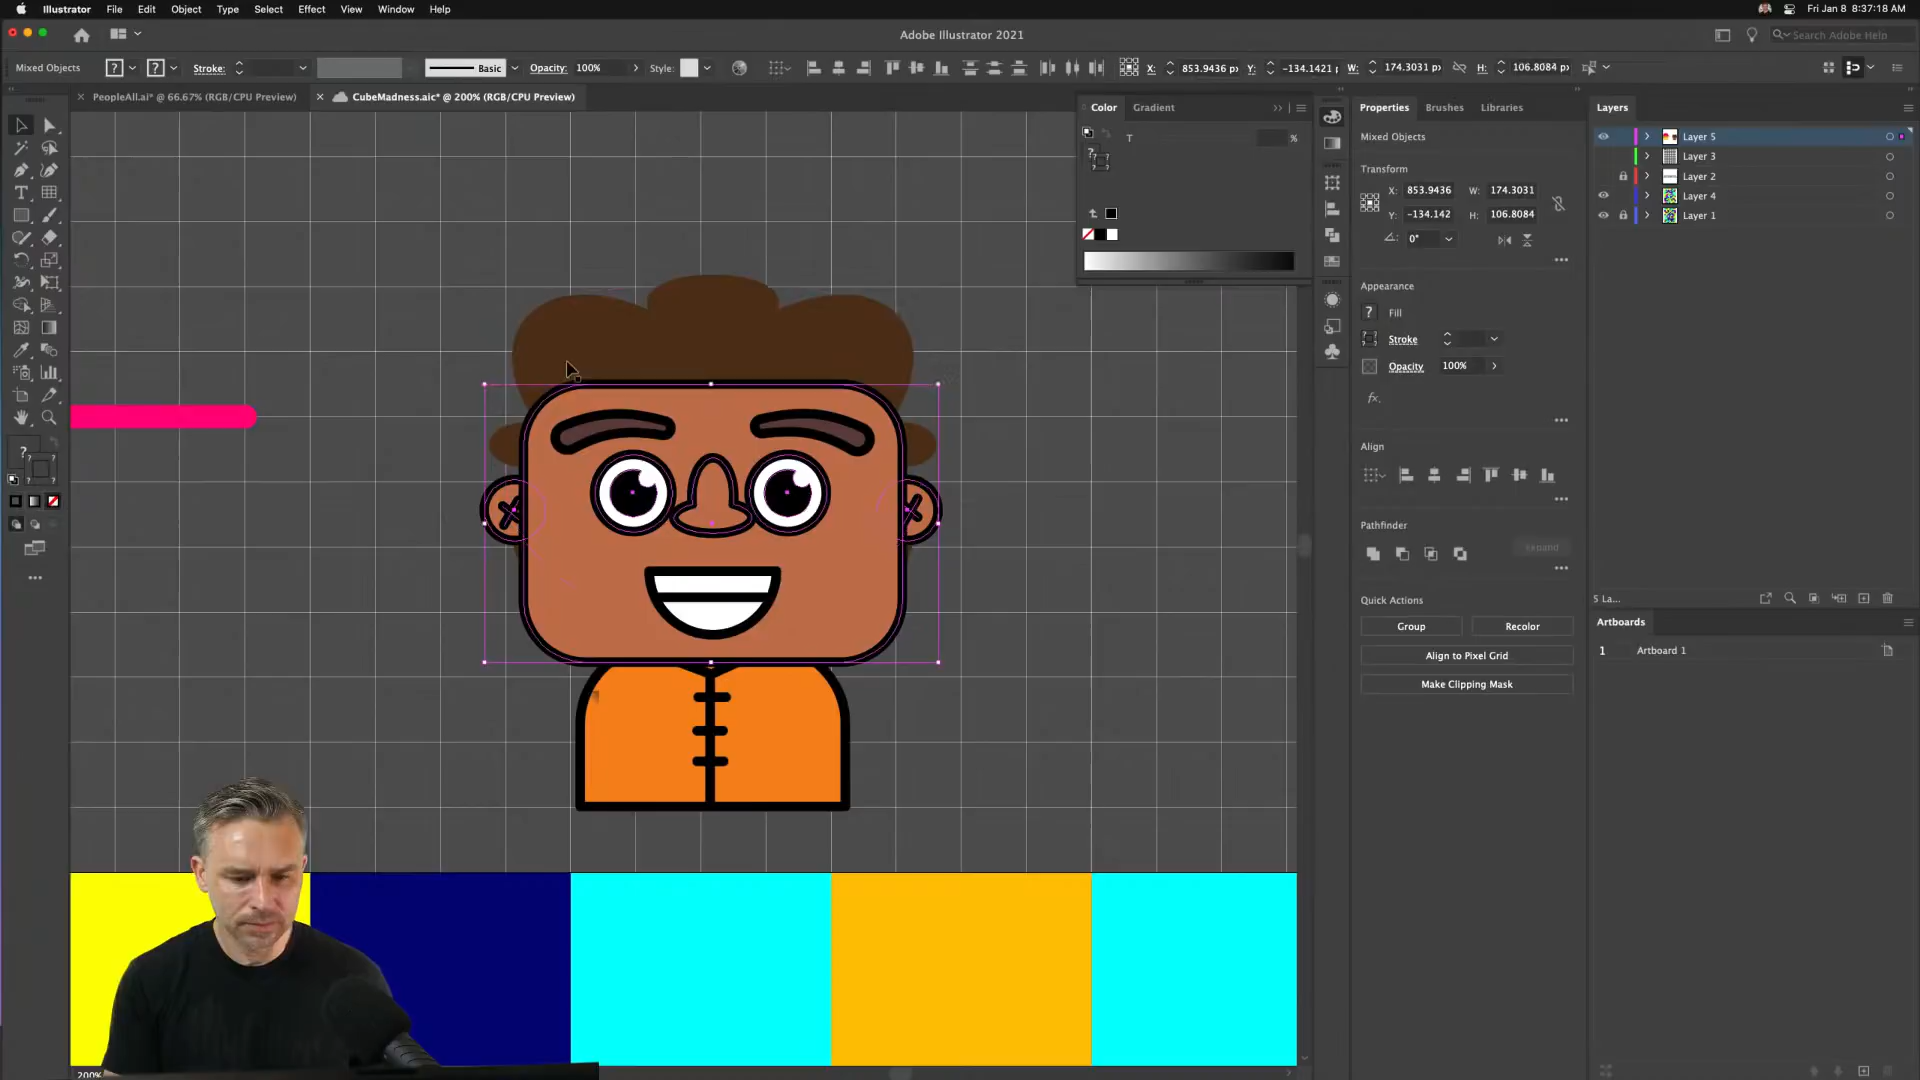 Illustrator File Edit Object Type Select Effect View Window Help
Fri Jan 8 8:37:18 AM
Adobe Illustrator 2021
Search Adobe Help
Mixed Objects
Stroke:
Basic
Opacity: 100%
Style:
X: 853.9436 px
Y: -134.1421 p
W: 174.3031 px
H: 106.8084 px
PeopleAll.ai* @ 66.67% (RGB/CPU Preview)
CubeMadness.aic* @ 200% (RGB/CPU Preview)
Color Gradient
T %
Properties Brushes Libraries
Mixed Objects
Transform
X: 853.9436 W: 174.3031
Y: -134.142 H: 106.8084
0°
Appearance
? Fill
Stroke
Opacity 100%
fx.
Align
Pathfinder
Expand
Quick Actions
Group Recolor
Align to Pixel Grid
Make Clipping Mask
Layers
Layer 5
Layer 3
Layer 2
Layer 4
Layer 1
5 La...
Artboards
1 Artboard 1
200%